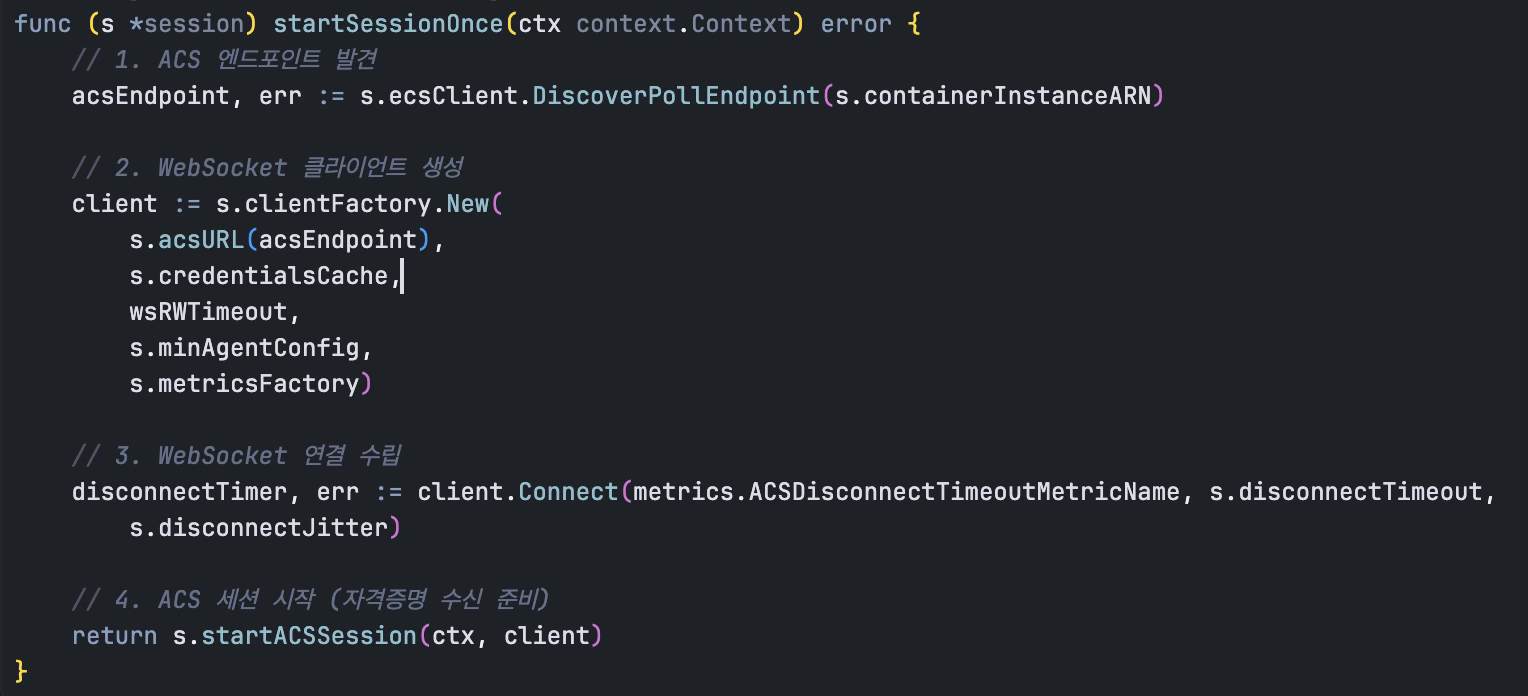 func (s *session) startSessionOnce(ctx context.Context) error {
    // 1. ACS 엔드포인트 발견
    acsEndpoint, err := s.ecsClient.DiscoverPollEndpoint(s.containerInstanceARN)

    // 2. WebSocket 클라이언트 생성
    client := s.clientFactory.New(
        s.acsURL(acsEndpoint),
        s.credentialsCache,
        wsRWTimeout,
        s.minAgentConfig,
        s.metricsFactory)

    // 3. WebSocket 연결 수립
    disconnectTimer, err := client.Connect(metrics.ACSDisconnectTimeoutMetricName, s.disconnectTimeout,
        s.disconnectJitter)

    // 4. ACS 세션 시작 (자격증명 수신 준비)
    return s.startACSSession(ctx, client)
}